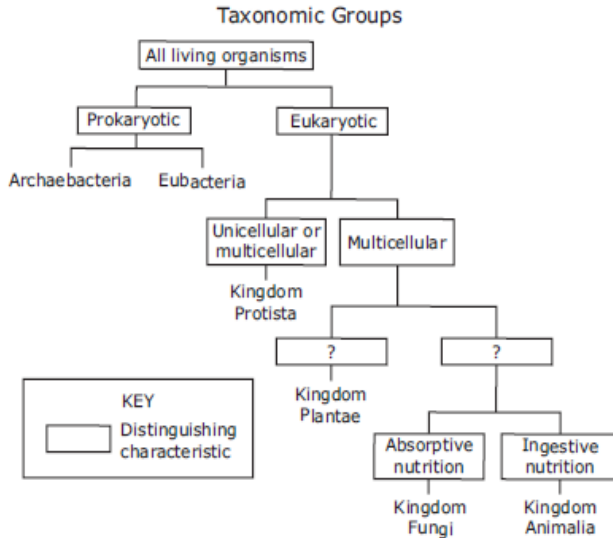 Taxonomic Groups
All living organisms
Prokaryotic
Eukaryotic
Archaebacteria
Eubacteria
Unicellular or
multicellular
Multicellular
Kingdom
Protista
?
?
Kingdom
Plantae
KEY
Distinguishing
characteristic
Absorptive
nutrition
Ingestive
nutrition
Kingdom
Fungi
Kingdom
Animalia